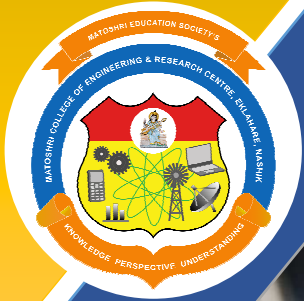 MATOSHRI EDUCATION SOCIETY'S
MATOSHRI COLLEGE OF ENGINEERING & RESEARCH CENTRE, EKLAHARE, NASHIK
KNOWLEDGE PERSPECTIVE UNDERSTANDING